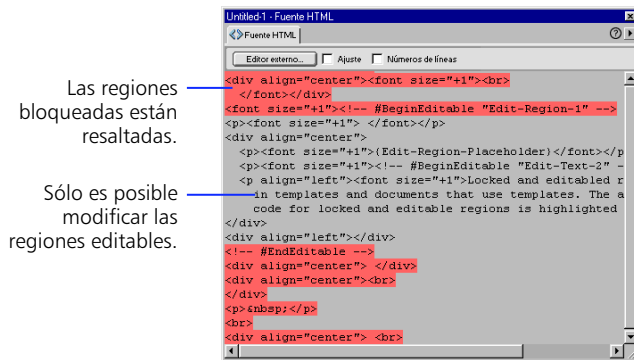 Untitled-1 - Fuente HTML
Fuente HTML
Editor externo...
Ajuste
Números de líneas
Las regiones
bloqueadas están
resaltadas.
Sólo es posible
modificar las
regiones editables.
<div align="center"><font size="+1"><br>
</font></div>
<font size="+1"><!-- #BeginEditable "Edit-Region-1" -->
<p><font size="+1"> </font></p>
<div align="center">
<p><font size="+1">(Edit-Region-Placeholder)</font></p
<p><font size="+1"><!-- #BeginEditable "Edit-Text-2" -
<p align="left"><font size="+1">Locked and editabled r
in templates and documents that use templates. The a
code for locked and editable regions is highlighted
</div>
<div align="left"></div>
<!-- #EndEditable -->
<div align="center"> </div>
<div align="center"><br>
</div>
<p>&nbsp;</p>
<br>
<div align="center"> <br>